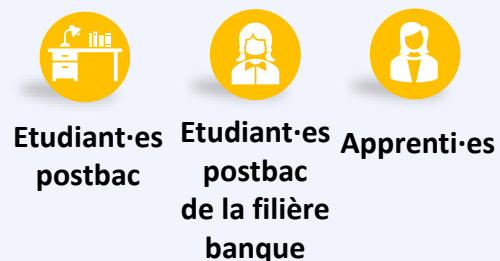 Etudiant·es
postbac
Etudiant·es
postbac
de la filière
banque
Apprenti·es